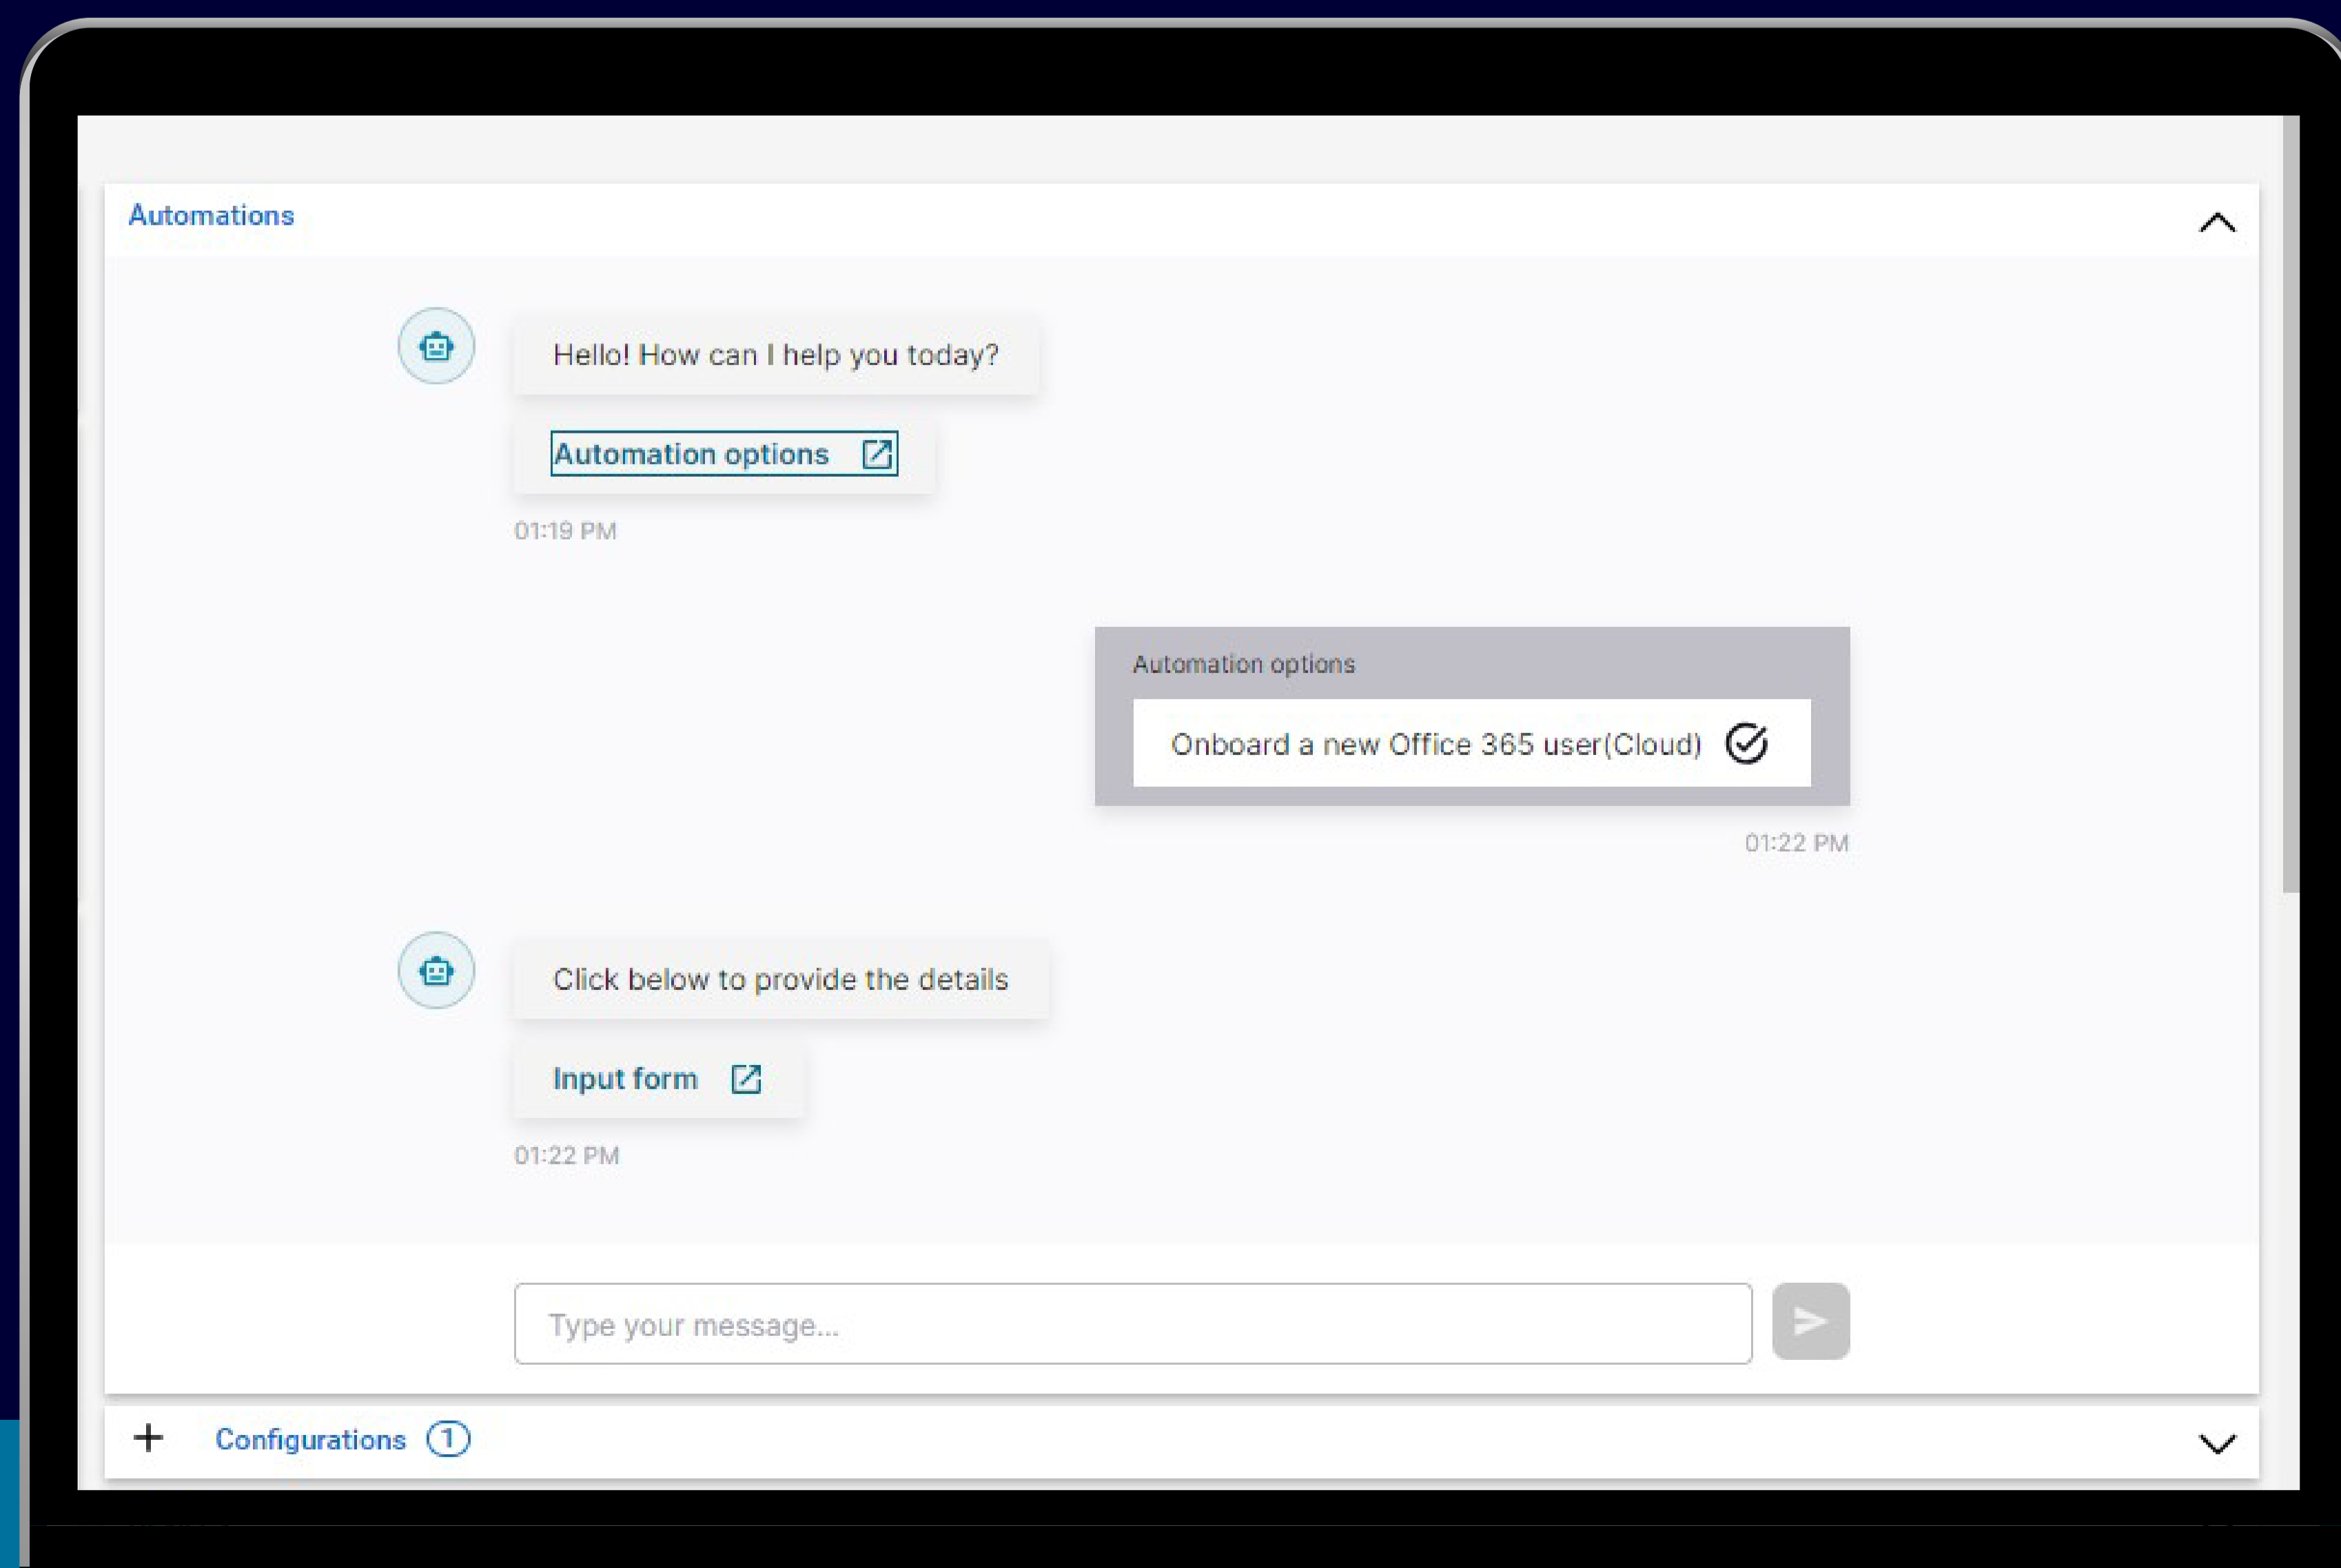 Automations
Hello! How can I help you today?
Automation options
01:19 PM
Automation options
Onboard a new Office 365 user(Cloud)
01:22 PM
Click below to provide the details
Input form
01:22 PM
Type your message...
Configurations 1